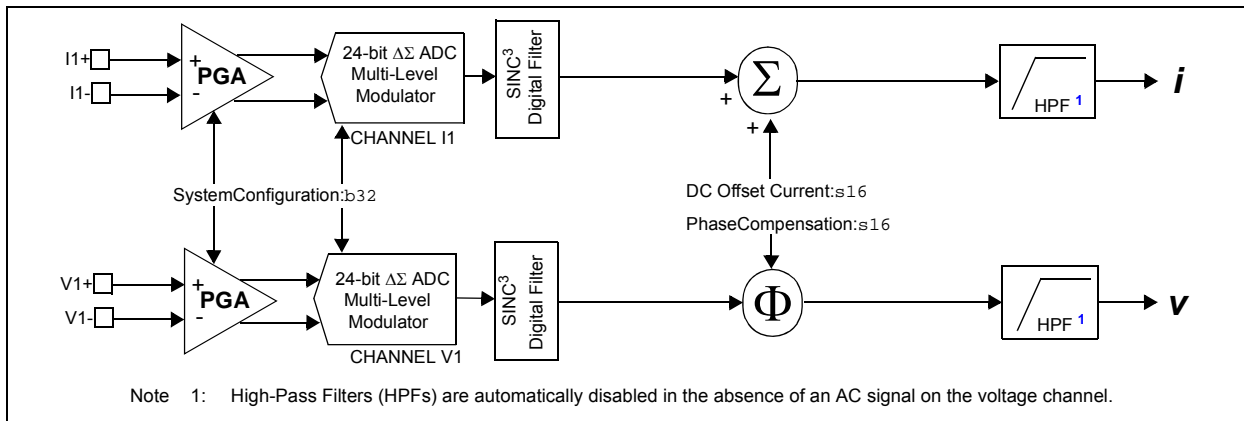 I1+
I1-
+
PGA
-
24-bit ΔΣ ADC
Multi-Level
Modulator
CHANNEL I1
SINC³
Digital Filter
+
Σ
+
HPF 1
i
SystemConfiguration:b32
DC Offset Current:s16
PhaseCompensation:s16
V1+
V1-
+
PGA
-
24-bit ΔΣ ADC
Multi-Level
Modulator
CHANNEL V1
SINC³
Digital Filter
Φ
HPF 1
v
Note 1: High-Pass Filters (HPFs) are automatically disabled in the absence of an AC signal on the voltage channel.